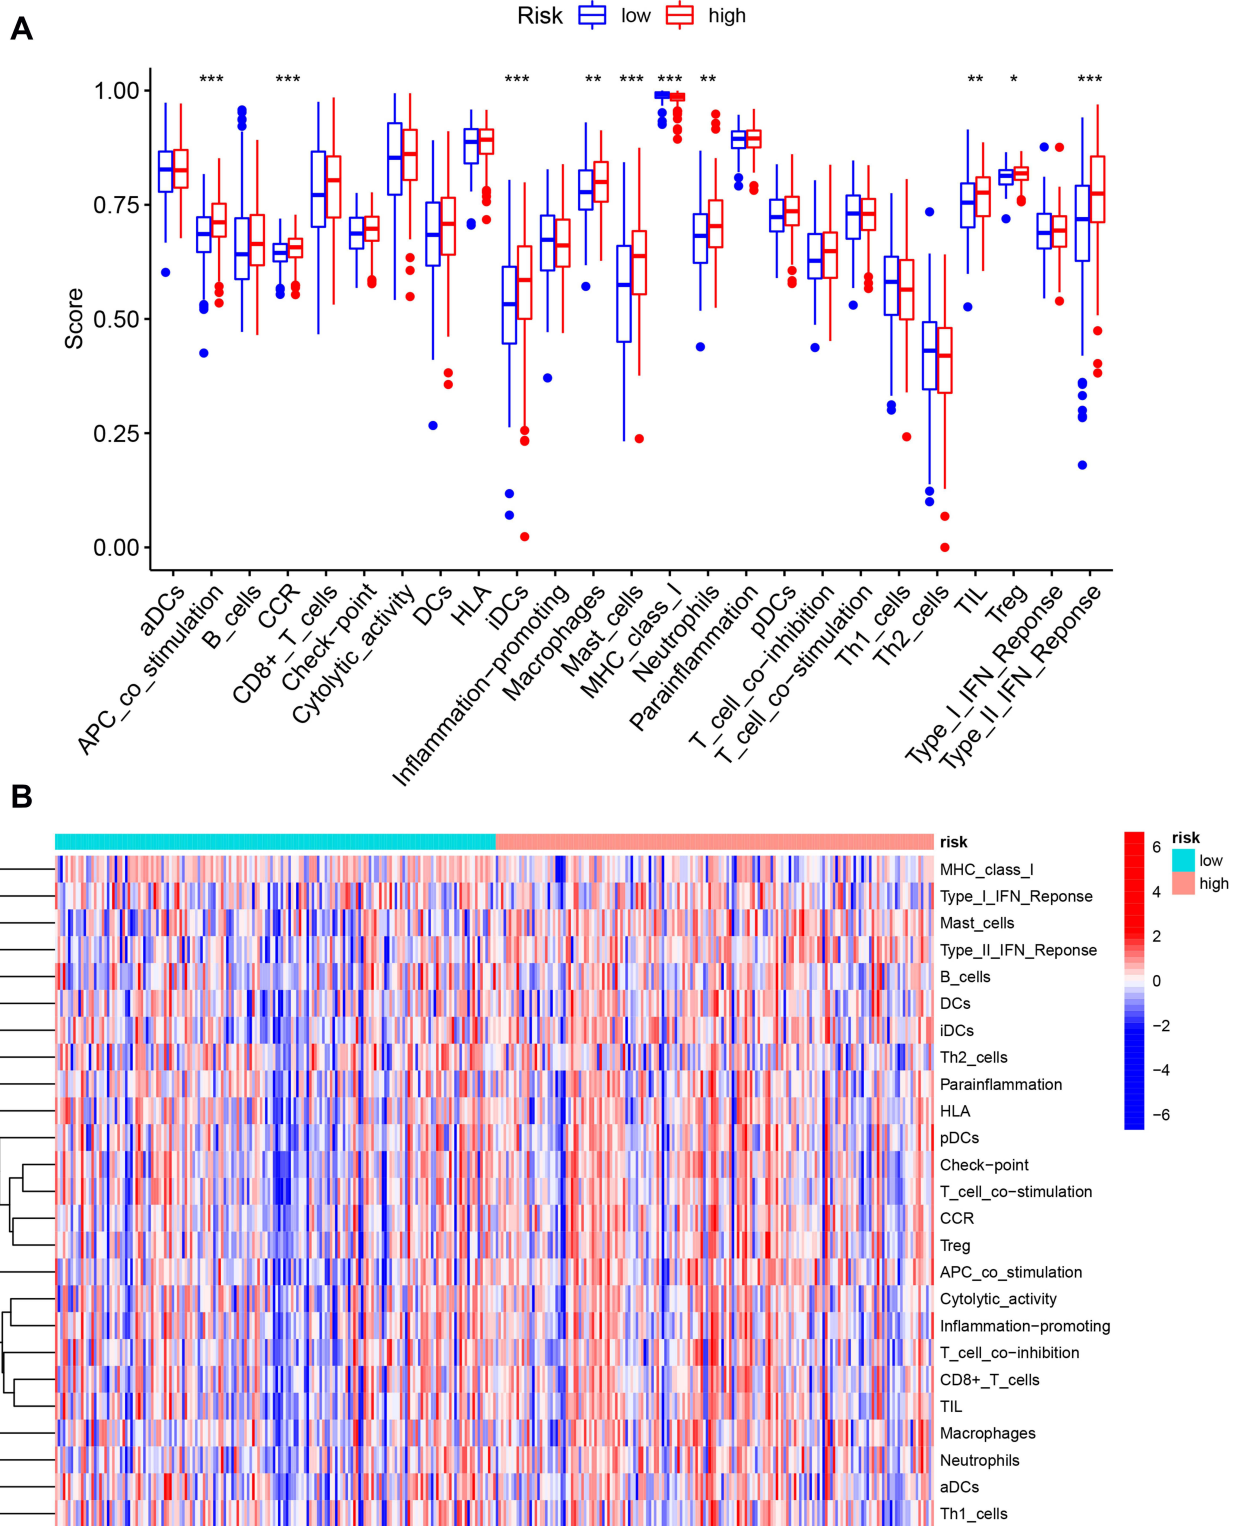 A
Risk low high
*** *** *** ** *** *** ** ** * ***
1.00
0.75
0.50
0.25
0.00
Score
aDCs
APC_co_stimulation
B_cells
CCR
CD8+_T_cells
Check−point
Cytolytic_activity
DCs
HLA
iDCs
Inflammation−promoting
Macrophages
Mast_cells
MHC_class_I
Neutrophils
Parainflammation
pDCs
T_cell_co−inhibition
T_cell_co−stimulation
Th1_cells
Th2_cells
TIL
Treg
Type_I_IFN_Reponse
Type_II_IFN_Reponse
B
risk
MHC_class_I
Type_I_IFN_Reponse
Mast_cells
Type_II_IFN_Reponse
B_cells
DCs
iDCs
Th2_cells
Parainflammation
HLA
pDCs
Check−point
T_cell_co−stimulation
CCR
Treg
APC_co_stimulation
Cytolytic_activity
Inflammation−promoting
T_cell_co−inhibition
CD8+_T_cells
TIL
Macrophages
Neutrophils
aDCs
Th1_cells
6
4
2
0
−2
−4
−6
risk
low
high